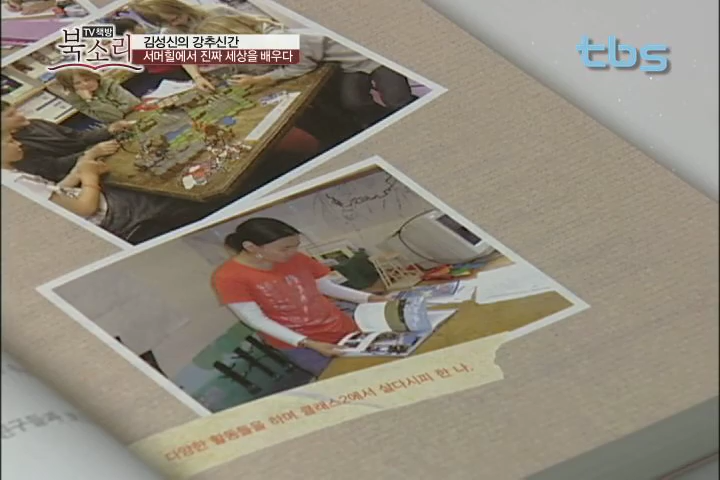 TV책방
북소리
김성신의 강추신간
서머힐에서 진짜 세상을 배우다
tbs
다양한 활동들을 하며 클래스2에서 살다시피 한 나.